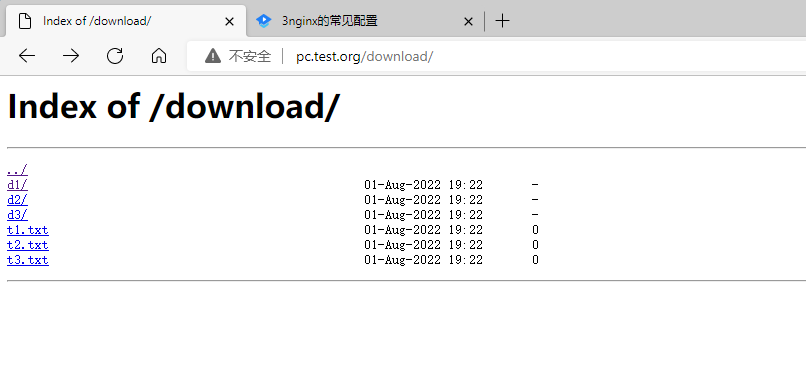 Index of /download/
3nginx的常见配置
不安全 | pc.test.org/download/
Index of /download/
../
d1/ 01-Aug-2022 19:22 -
d2/ 01-Aug-2022 19:22 -
d3/ 01-Aug-2022 19:22 -
t1.txt 01-Aug-2022 19:22 0
t2.txt 01-Aug-2022 19:22 0
t3.txt 01-Aug-2022 19:22 0